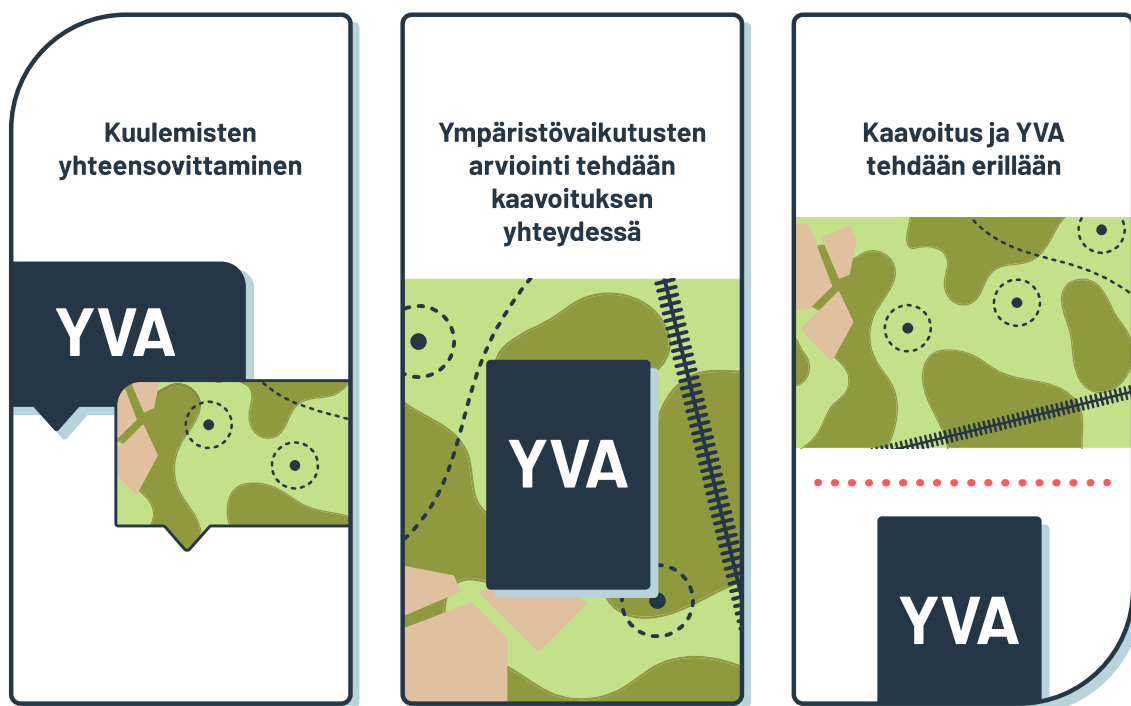 Kuulemisten
yhteensovittaminen
YVA
Ympäristövaikutusten
arviointi tehdään
kaavoituksen
yhteydessä
YVA
Kaavoitus ja YVA
tehdään erillään
YVA